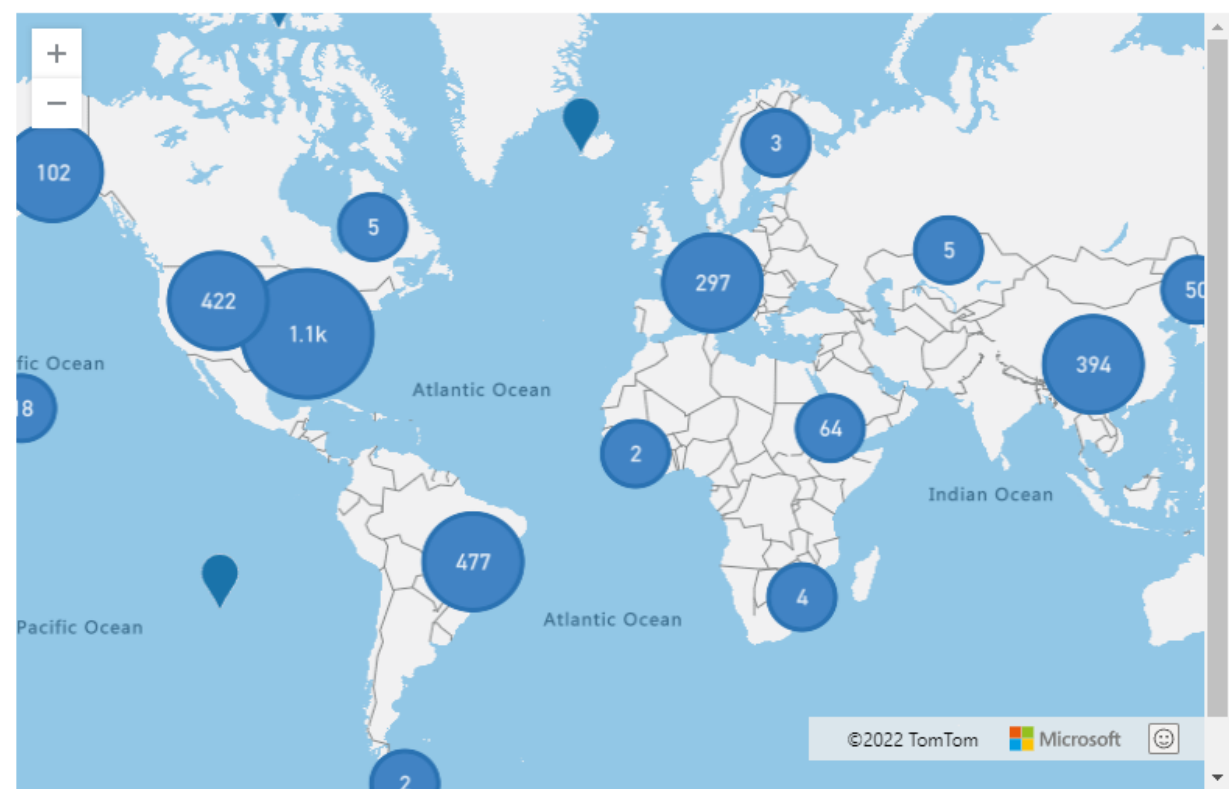 +
−
102
3
5
5
297
50
422
1.1k
394
fic Ocean
Atlantic Ocean
18
64
2
Indian Ocean
477
4
Atlantic Ocean
Pacific Ocean
©2022 TomTom
Microsoft
2